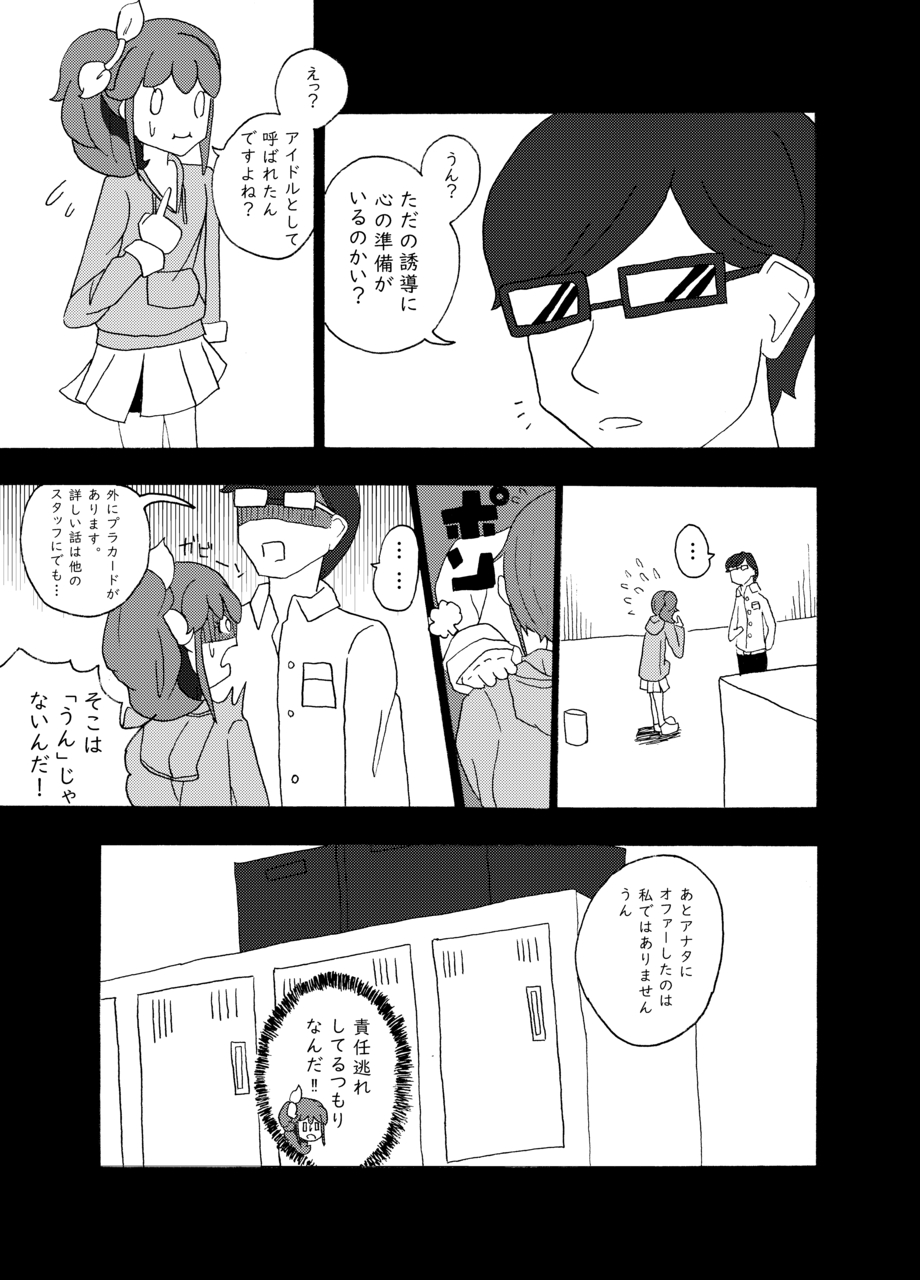 うん？
ただの誘導に
心の準備が
いるのかい？
えっ？
アイドルとして
呼ばれたん
ですよね？
…
ポン
……
ガビーン
外にプラカードが
あります。
詳しい話は他の
スタッフにでも…
そこは
「うん」じゃ
ないんだ！
あとアナタに
オファーしたのは
私ではありません
うん
責任逃れ
してるつもり
なんだ‼